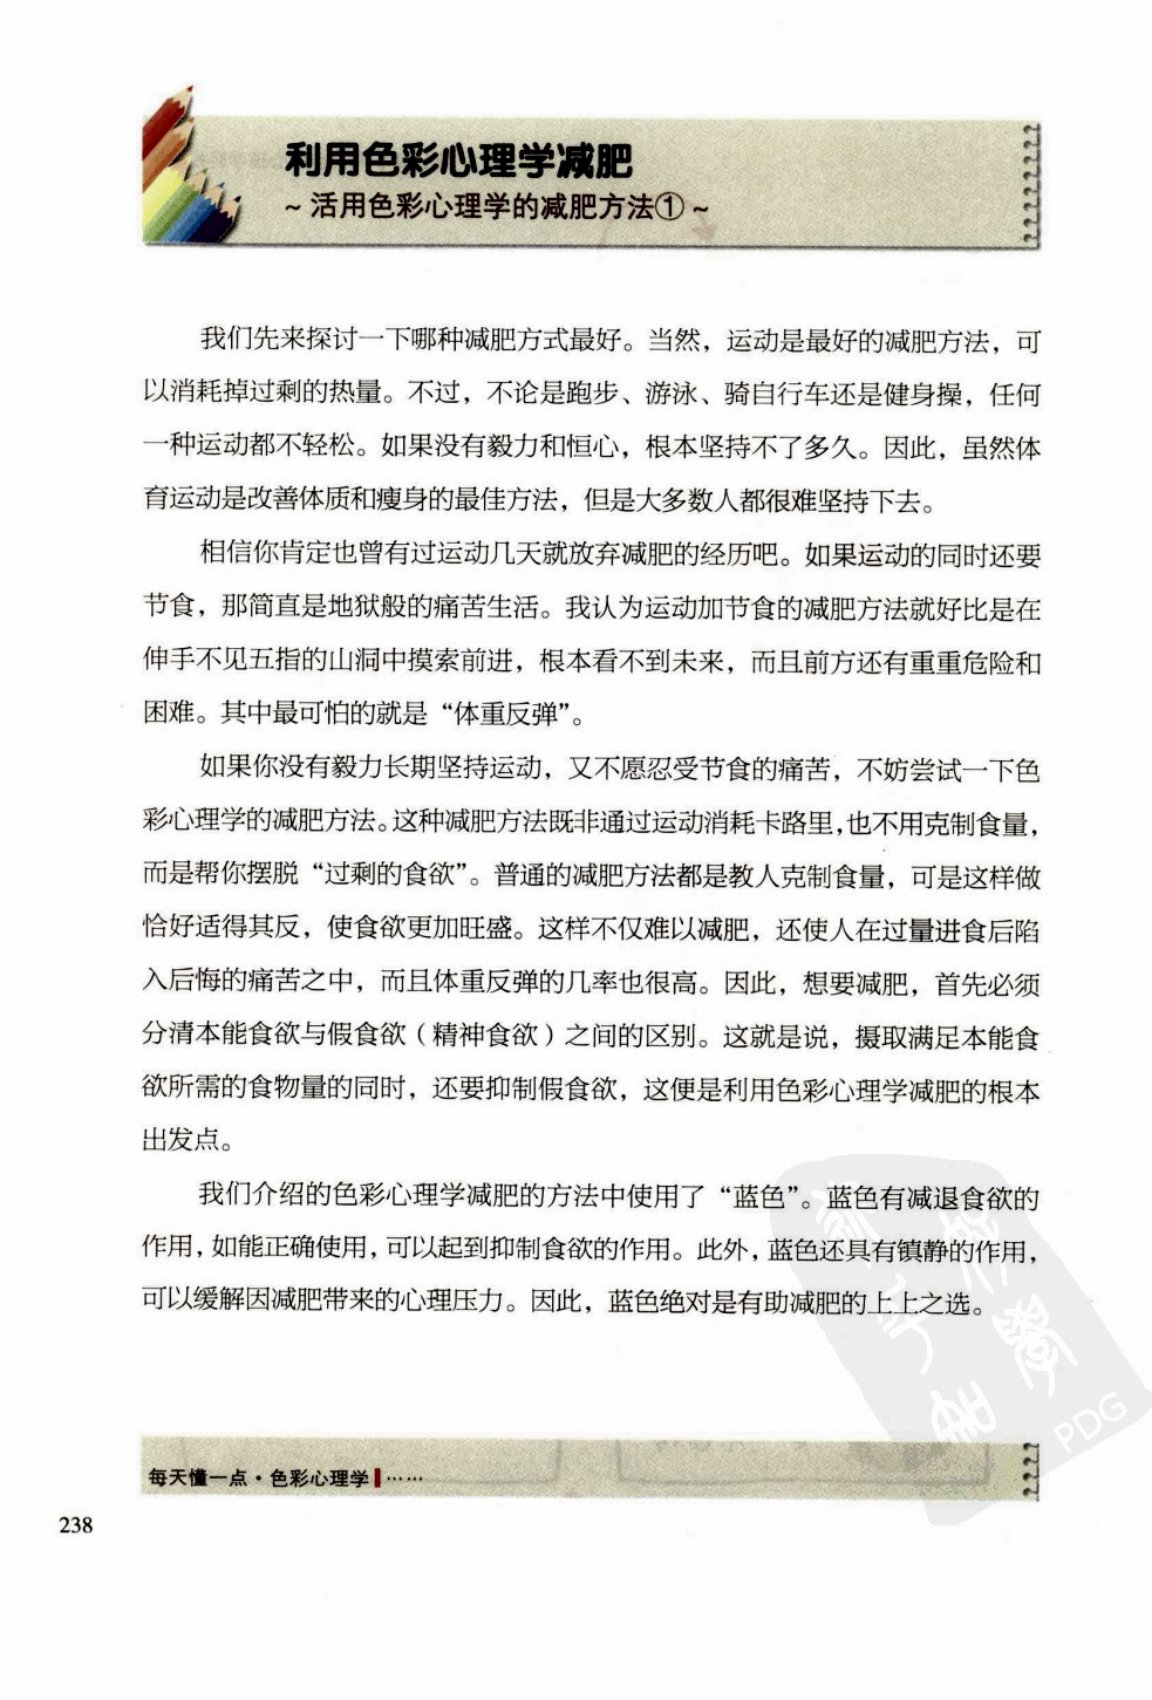 利用色彩心理学减肥
~活用色彩心理学的减肥方法①~
我们先来探讨一下哪种减肥方式最好。当然，运动是最好的减肥方法，可
以消耗掉过剩的热量。不过，不论是跑步、游泳、骑自行车还是健身操，任何
一种运动都不轻松。如果没有毅力和恒心，根本坚持不了多久。因此，虽然体
育运动是改善体质和瘦身的最佳方法，但是大多数人都很难坚持下去。
相信你肯定也曾有过运动几天就放弃减肥的经历吧。如果运动的同时还要
节食，那简直是地狱般的痛苦生活。我认为运动加节食的减肥方法就好比是在
伸手不见五指的山洞中摸索前进，根本看不到未来，而且前方还有重重危险和
困难。其中最可怕的就是“体重反弹”。
如果你没有毅力长期坚持运动，又不愿忍受节食的痛苦，不妨尝试一下色
彩心理学的减肥方法。这种减肥方法既非通过运动消耗卡路里，也不用克制食量，
而是帮你摆脱“过剩的食欲”。普通的减肥方法都是教人克制食量，可是这样做
恰好适得其反，使食欲更加旺盛。这样不仅难以减肥，还使人在过量进食后陷
入后悔的痛苦之中，而且体重反弹的几率也很高。因此，想要减肥，首先必须
分清本能食欲与假食欲（精神食欲）之间的区别。这就是说，摄取满足本能食
欲所需的食物量的同时，还要抑制假食欲，这便是利用色彩心理学减肥的根本
出发点。
我们介绍的色彩心理学减肥的方法中使用了“蓝色”。蓝色有减退食欲的
作用，如能正确使用，可以起到抑制食欲的作用。此外，蓝色还具有镇静的作用，
可以缓解因减肥带来的心理压力。因此，蓝色绝对是有助减肥的上上之选。
PDG
每天懂一点·色彩心理学 ……
238